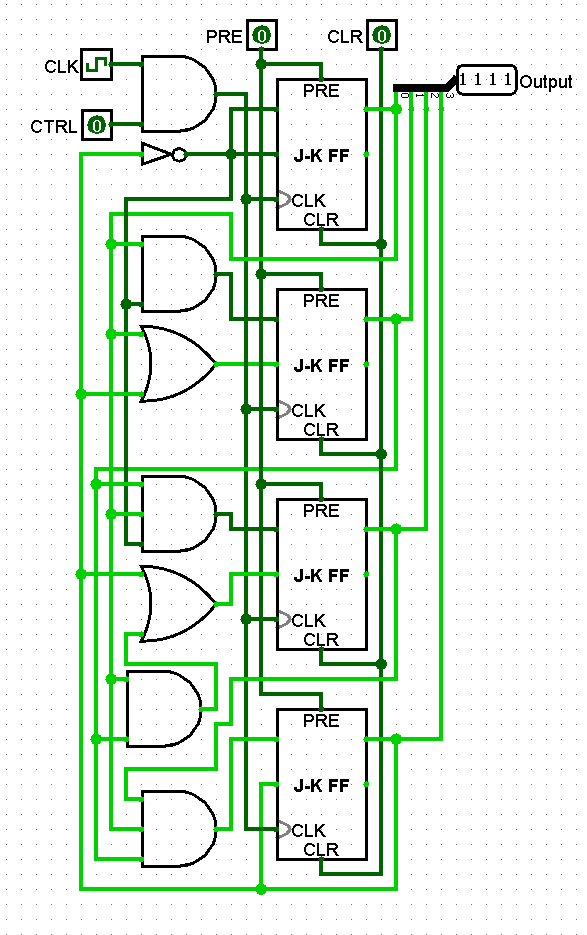 PRE 0 CLR 0
CLK
CTRL 0
0 1 2 3
1 1 1 1 Output
PRE
J-K FF
CLK
CLR
PRE
J-K FF
CLK
CLR
PRE
J-K FF
CLK
CLR
PRE
J-K FF
CLK
CLR